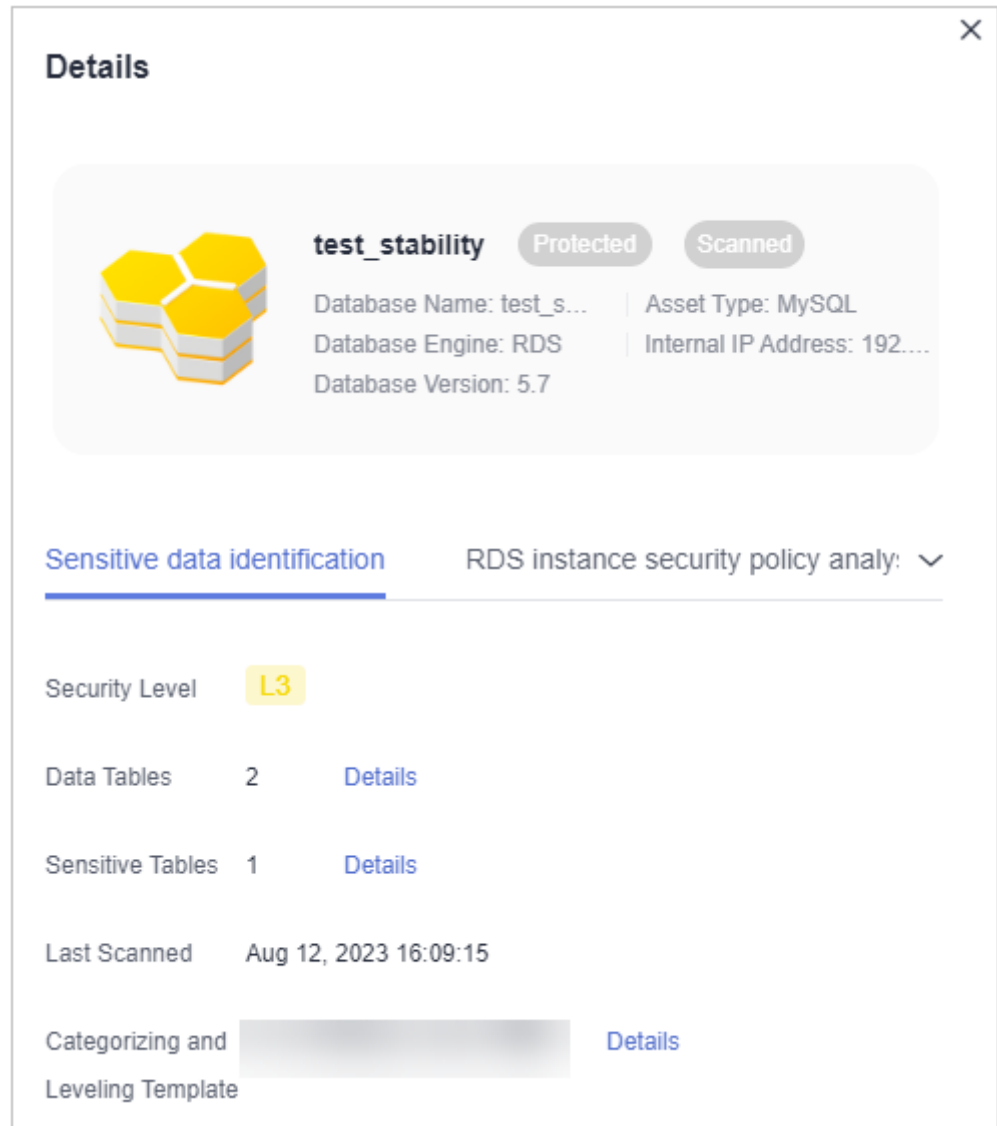 Details
test_stability Protected Scanned
Database Name: test_s... Asset Type: MySQL
Database Engine: RDS Internal IP Address: 192....
Database Version: 5.7
Sensitive data identification RDS instance security policy analy
Security Level L3
Data Tables 2 Details
Sensitive Tables 1 Details
Last Scanned Aug 12, 2023 16:09:15
Categorizing and Details
Leveling Template